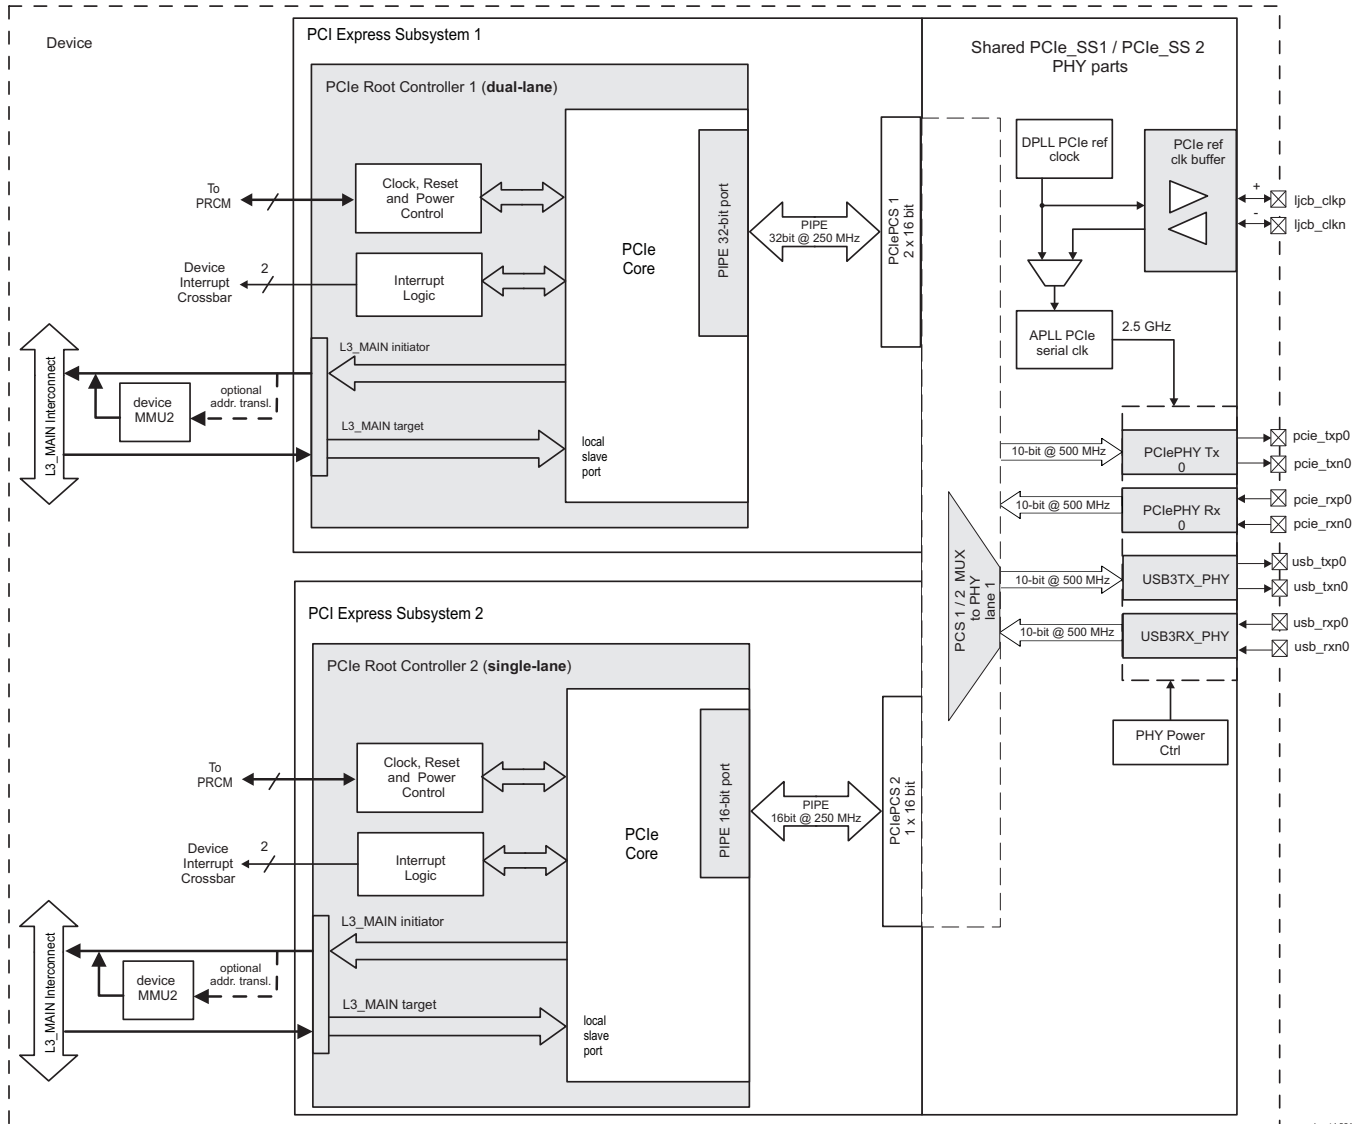 Device
PCI Express Subsystem 1
Shared PCIe_SS1 / PCIe_SS 2
PHY parts
PCIe Root Controller 1 (dual-lane)
To
PRCM
Clock, Reset
and Power
Control
Device
Interrupt
Crossbar
2
Interrupt
Logic
PCIe
Core
PIPE 32-bit port
PIPE
32bit @ 250 MHz
PCIePCS 1
2 x 16 bit
L3_MAIN Interconnect
device
MMU2
optional
addr. transl.
L3_MAIN initiator
L3_MAIN target
local
slave
port
DPLL PCIe ref
clock
PCIe ref
clk buffer
+
-
ljcb_clkp
ljcb_clkn
APLL PCIe
serial clk
2.5 GHz
10-bit @ 500 MHz
PCIePHY Tx
0
pcie_txp0
pcie_txn0
10-bit @ 500 MHz
PCIePHY Rx
0
pcie_rxp0
pcie_rxn0
10-bit @ 500 MHz
USB3TX_PHY
usb_txp0
usb_txn0
10-bit @ 500 MHz
USB3RX_PHY
usb_rxp0
usb_rxn0
PCS 1 / 2 MUX
to PHY
lane 1
PHY Power
Ctrl
PCI Express Subsystem 2
PCIe Root Controller 2 (single-lane)
To
PRCM
Clock, Reset
and Power
Control
Device
Interrupt
Crossbar
2
Interrupt
Logic
PCIe
Core
PIPE 16-bit port
PIPE
16bit @ 250 MHz
PCIePCS 2
1 x 16 bit
L3_MAIN Interconnect
device
MMU2
optional
addr. transl.
L3_MAIN initiator
L3_MAIN target
local
slave
port